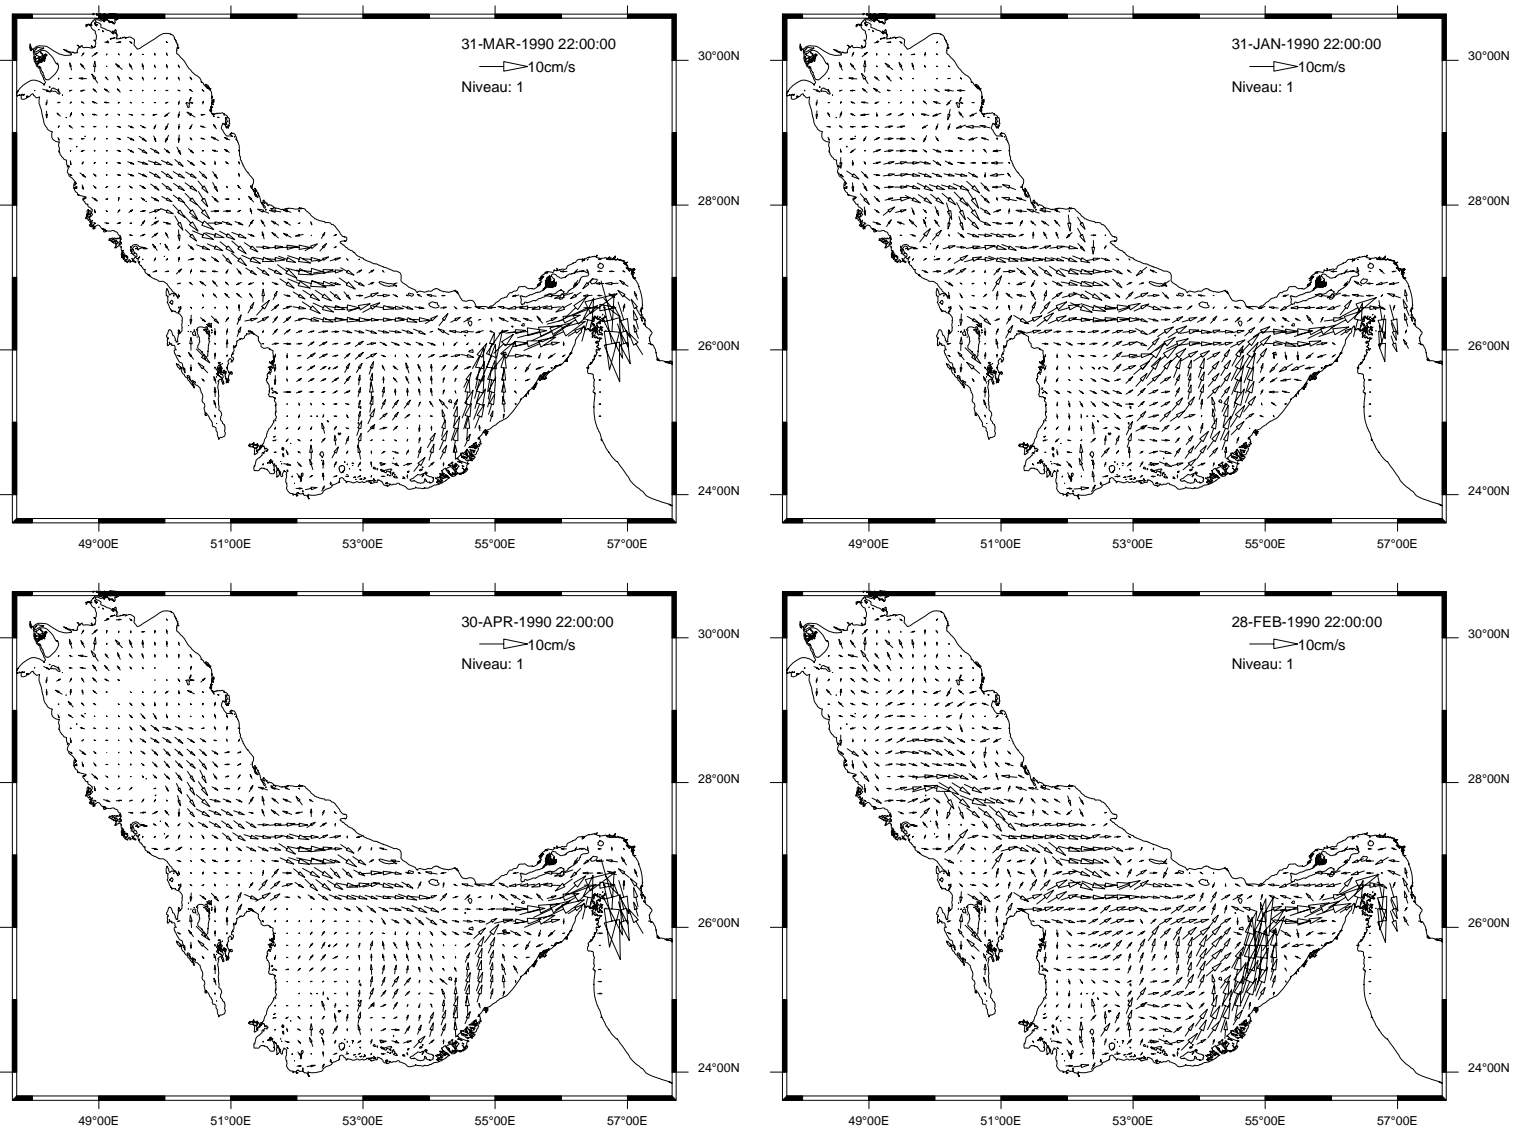 31-MAR-1990 22:00:00
10cm/s
Niveau: 1
30°00N
28°00N
26°00N
24°00N
49°00E 51°00E 53°00E 55°00E 57°00E
31-JAN-1990 22:00:00
10cm/s
Niveau: 1
30°00N
28°00N
26°00N
24°00N
49°00E 51°00E 53°00E 55°00E 57°00E
30-APR-1990 22:00:00
10cm/s
Niveau: 1
30°00N
28°00N
26°00N
24°00N
49°00E 51°00E 53°00E 55°00E 57°00E
28-FEB-1990 22:00:00
10cm/s
Niveau: 1
30°00N
28°00N
26°00N
24°00N
49°00E 51°00E 53°00E 55°00E 57°00E